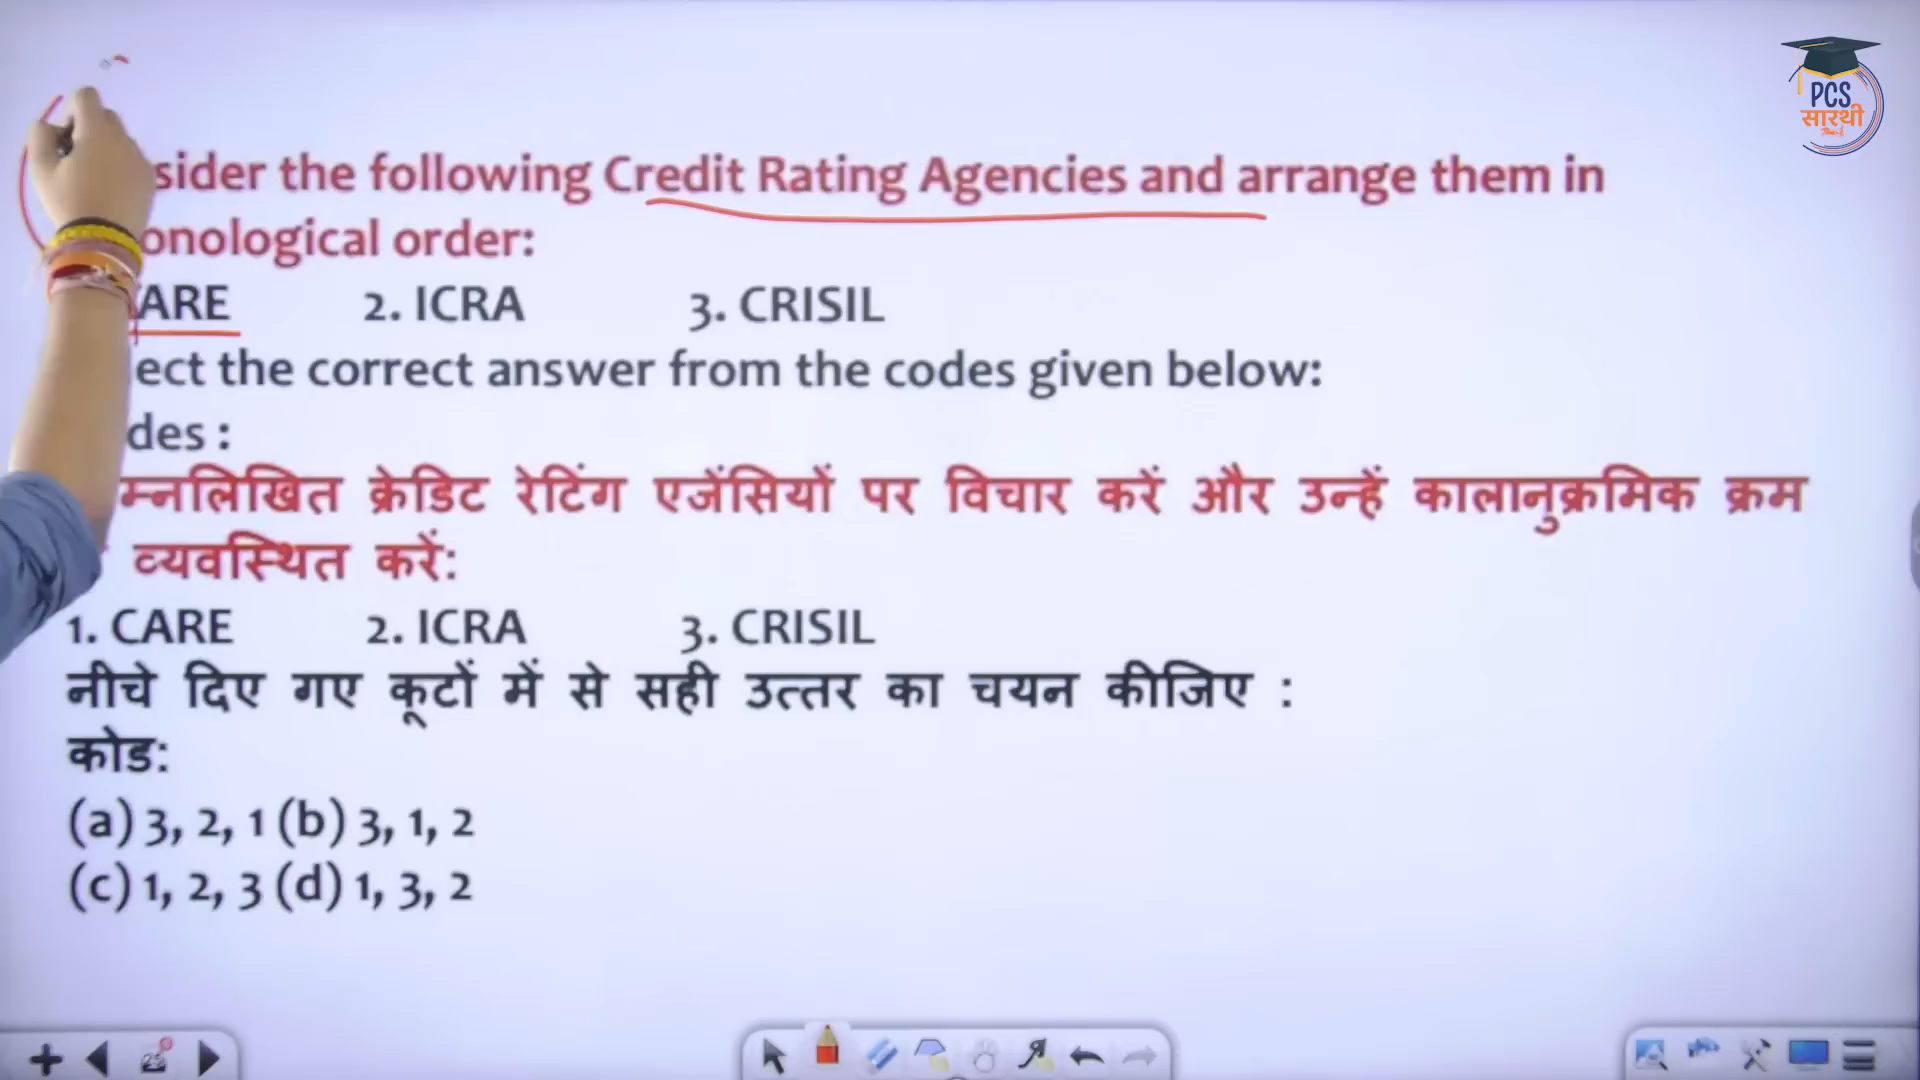 PCS
सारथी
sider the following Credit Rating Agencies and arrange them in
onological order:
ARE 2. ICRA 3. CRISIL
ect the correct answer from the codes given below:
des :
म्नलिखित क्रेडिट रेटिंग एजेंसियों पर विचार करें और उन्हें कालानुक्रमिक क्रम
व्यवस्थित करें:
1. CARE 2. ICRA 3. CRISIL
नीचे दिए गए कूटों में से सही उत्तर का चयन कीजिए :
कोड:
(a) 3, 2, 1 (b) 3, 1, 2
(c) 1, 2, 3 (d) 1, 3, 2